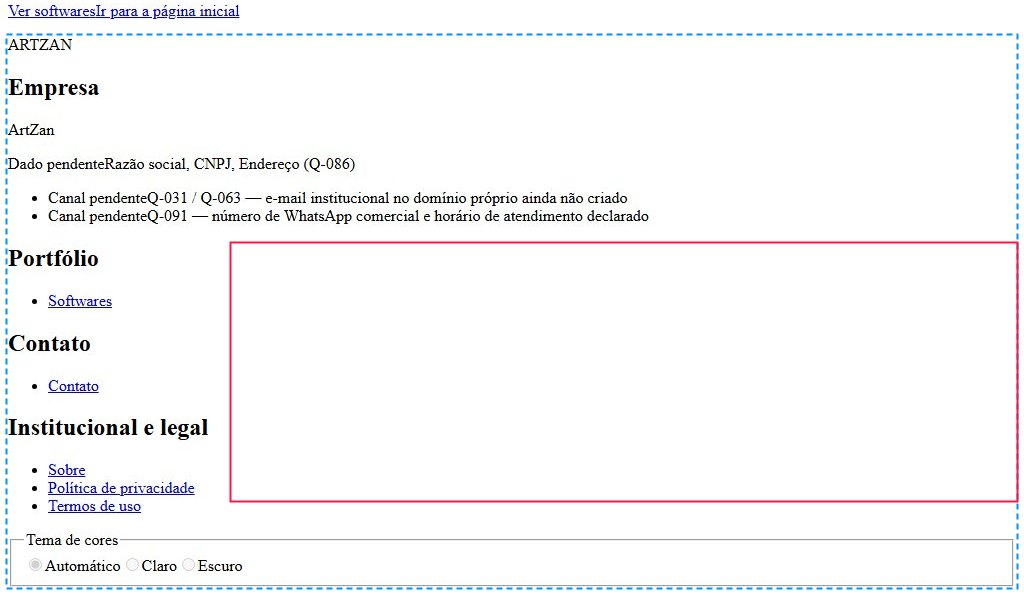 Ver softwaresIr para a página inicial
ARTZAN
Empresa
ArtZan
Dado pendenteRazão social, CNPJ, Endereço (Q-086)
Canal pendenteQ-031 / Q-063 — e-mail institucional no domínio próprio ainda não criado
Canal pendenteQ-091 — número de WhatsApp comercial e horário de atendimento declarado
Portfólio
Softwares
Contato
Contato
Institucional e legal
Sobre
Política de privacidade
Termos de uso
Tema de cores
Automático Claro Escuro